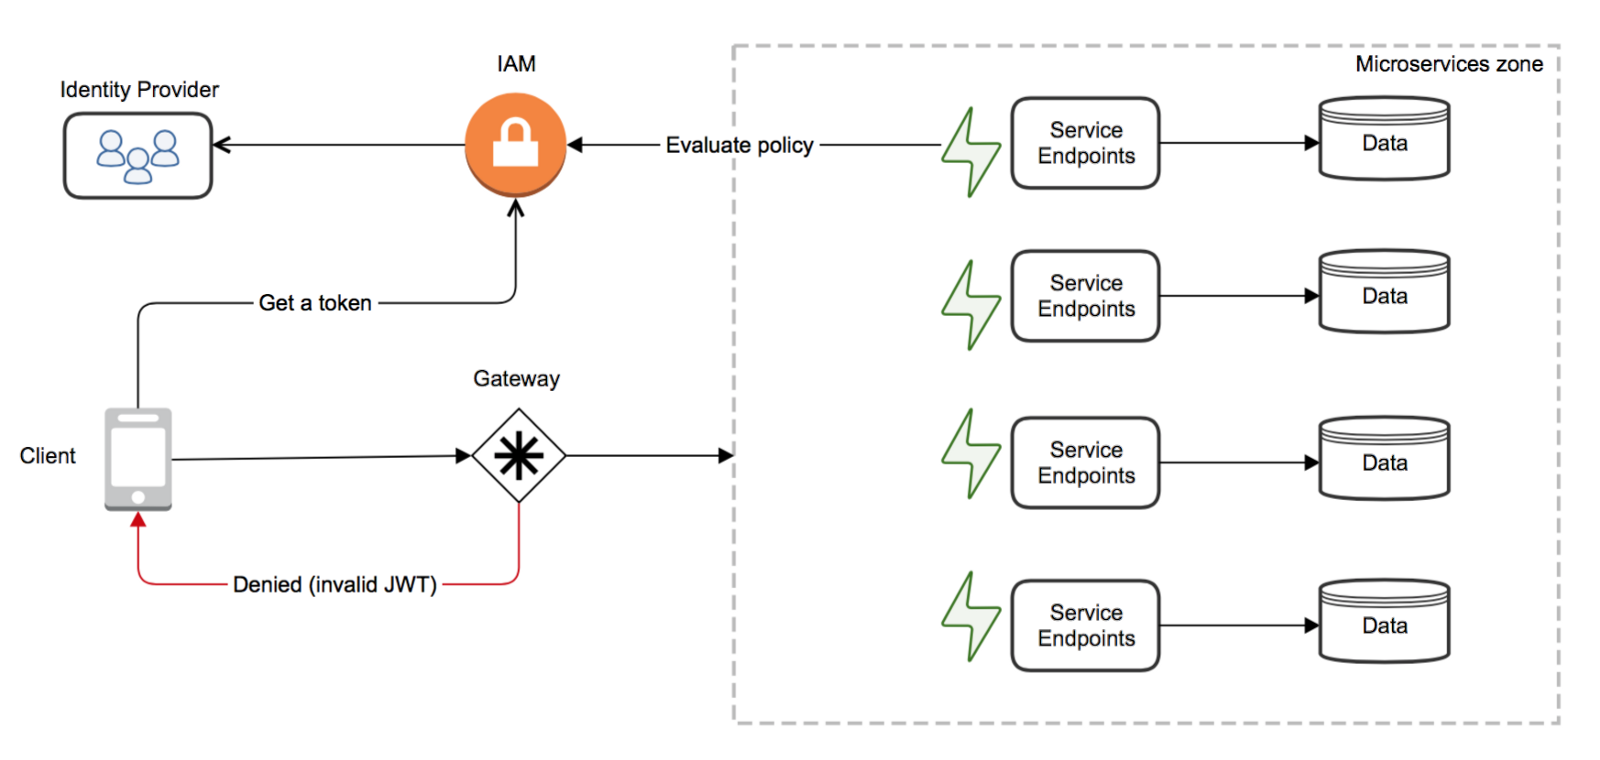 IAM
Microservices zone
Identity Provider
Evaluate policy
Service
Endpoints
Data
Get a token
Service
Endpoints
Data
Gateway
Client
Service
Endpoints
Data
Denied (invalid JWT)
Service
Endpoints
Data